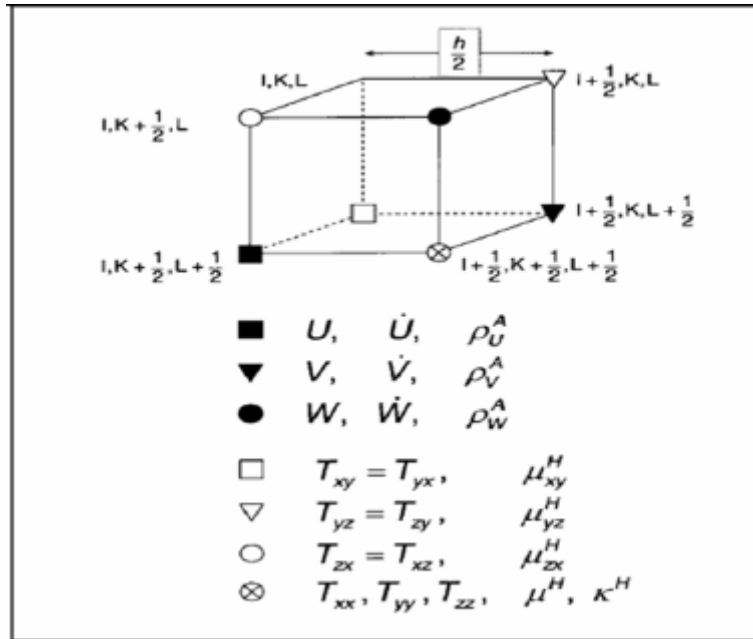 h/2
I,K,L
I + 1/2, K, L
I, K + 1/2, L
I + 1/2, K, L + 1/2
I, K + 1/2, L + 1/2
I + 1/2, K + 1/2, L + 1/2
■ U, U̇, ρ_U^A
▼ V, V̇, ρ_V^A
● W, Ẇ, ρ_W^A
□ T_xy = T_yx, μ_xy^H
▽ T_yz = T_zy, μ_yz^H
○ T_zx = T_xz, μ_zx^H
⊗ T_xx, T_yy, T_zz, μ^H, κ^H